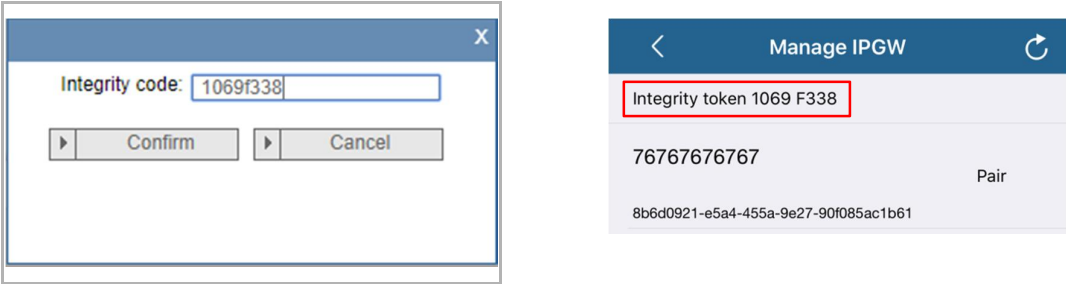 X
Integrity code: 1069f338
Confirm Cancel
Manage IPGW
Integrity token 1069 F338
76767676767
Pair
8b6d0921-e5a4-455a-9e27-90f085ac1b61